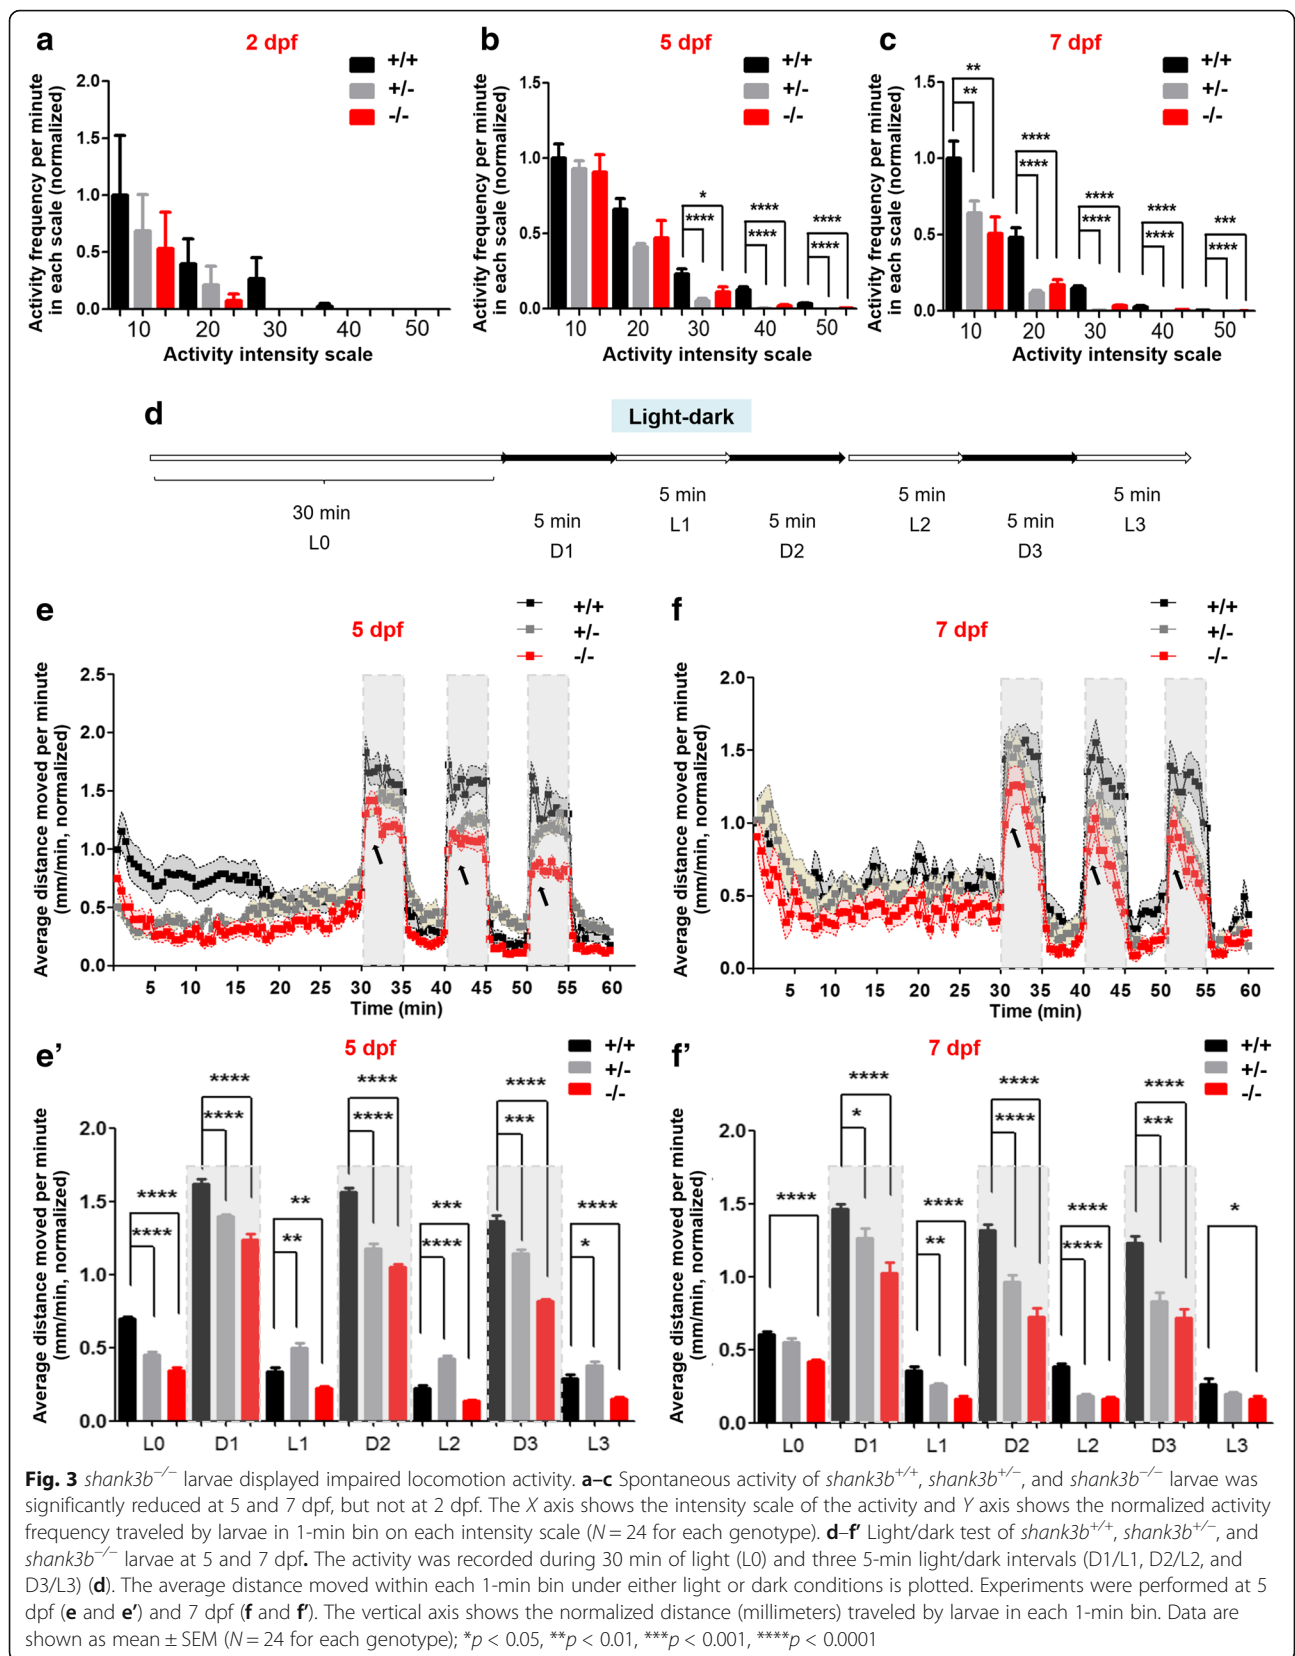 a
2 dpf
+/+
+/-
-/-
Activity frequency per minute
in each scale (normalized)
2.0
1.5
1.0
0.5
0.0
10 20 30 40 50
Activity intensity scale
b
5 dpf
+/+
+/-
-/-
Activity frequency per minute
in each scale (normalized)
1.5
1.0
0.5
0.0
* **** **** **** **** ****
10 20 30 40 50
Activity intensity scale
c
7 dpf
+/+
+/-
-/-
Activity frequency per minute
in each scale (normalized)
1.5
1.0
0.5
0.0
** ** **** **** **** **** **** **** *** ****
10 20 30 40 50
Activity intensity scale
d
Light-dark
30 min
L0
5 min
D1
5 min
L1
5 min
D2
5 min
L2
5 min
D3
5 min
L3
e
5 dpf
+/+
+/-
-/-
Average distance moved per minute
(mm/min, normalized)
2.5
2.0
1.5
1.0
0.5
0.0
5 10 15 20 25 30 35 40 45 50 55 60
Time (min)
f
7 dpf
+/+
+/-
-/-
Average distance moved per minute
(mm/min, normalized)
2.0
1.5
1.0
0.5
0.0
5 10 15 20 25 30 35 40 45 50 55 60
Time (min)
e'
5 dpf
+/+
+/-
-/-
Average distance moved per minute
(mm/min, normalized)
2.0
1.5
1.0
0.5
0.0
**** **** **** **** ** ** **** **** *** **** **** *** **** *
L0 D1 L1 D2 L2 D3 L3
f'
7 dpf
+/+
+/-
-/-
Average distance moved per minute
(mm/min, normalized)
2.0
1.5
1.0
0.5
0.0
**** **** * **** ** **** **** **** **** **** *** *
L0 D1 L1 D2 L2 D3 L3
Fig. 3 shank3b−/− larvae displayed impaired locomotion activity. a–c Spontaneous activity of shank3b+/+, shank3b+/−, and shank3b−/− larvae was
significantly reduced at 5 and 7 dpf, but not at 2 dpf. The X axis shows the intensity scale of the activity and Y axis shows the normalized activity
frequency traveled by larvae in 1-min bin on each intensity scale (N = 24 for each genotype). d–f' Light/dark test of shank3b+/+, shank3b+/−, and
shank3b−/− larvae at 5 and 7 dpf. The activity was recorded during 30 min of light (L0) and three 5-min light/dark intervals (D1/L1, D2/L2, and
D3/L3) (d). The average distance moved within each 1-min bin under either light or dark conditions is plotted. Experiments were performed at 5
dpf (e and e') and 7 dpf (f and f'). The vertical axis shows the normalized distance (millimeters) traveled by larvae in each 1-min bin. Data are
shown as mean ± SEM (N = 24 for each genotype); *p < 0.05, **p < 0.01, ***p < 0.001, ****p < 0.0001